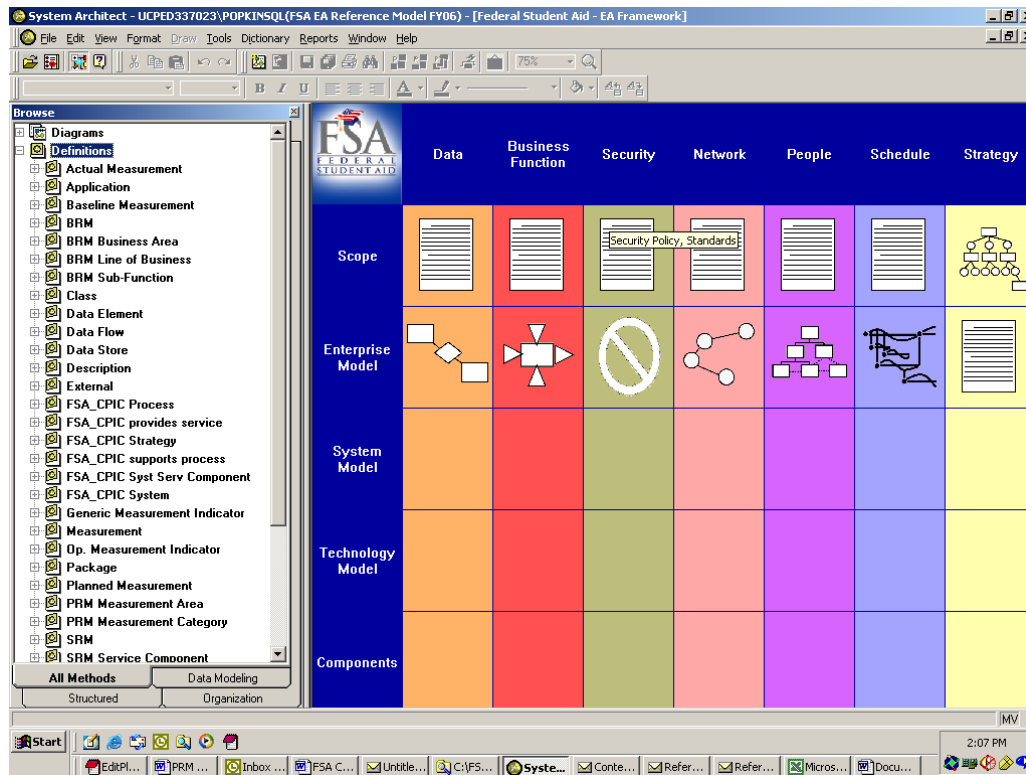 System Architect - UCPED337023\POPKINSQL(FSA EA Reference Model FY06) - [Federal Student Aid - EA Framework]
File Edit View Format Draw Tools Dictionary Reports Window Help
75%
B I U
Browse
Diagrams
Definitions
Actual Measurement
Application
Baseline Measurement
BRM
BRM Business Area
BRM Line of Business
BRM Sub-Function
Class
Data Element
Data Flow
Data Store
Description
External
FSA_CPIC Process
FSA_CPIC provides service
FSA_CPIC Strategy
FSA_CPIC supports process
FSA_CPIC Syst Serv Component
FSA_CPIC System
Generic Measurement Indicator
Measurement
Op. Measurement Indicator
Package
Planned Measurement
PRM Measurement Area
PRM Measurement Category
SRM
SRM Service Component
All Methods Data Modeling
Structured Organization
FSA
FEDERAL
STUDENT AID
Data
Business
Function
Security
Network
People
Schedule
Strategy
Scope
Security Policy, Standards
Enterprise
Model
System
Model
Technology
Model
Components
MV
Start
2:07 PM
EditPl... PRM ... Inbox ... FSA C... Untitle... C:\FS... Syste... Conte... Refer... Refer... Micros... Docu...